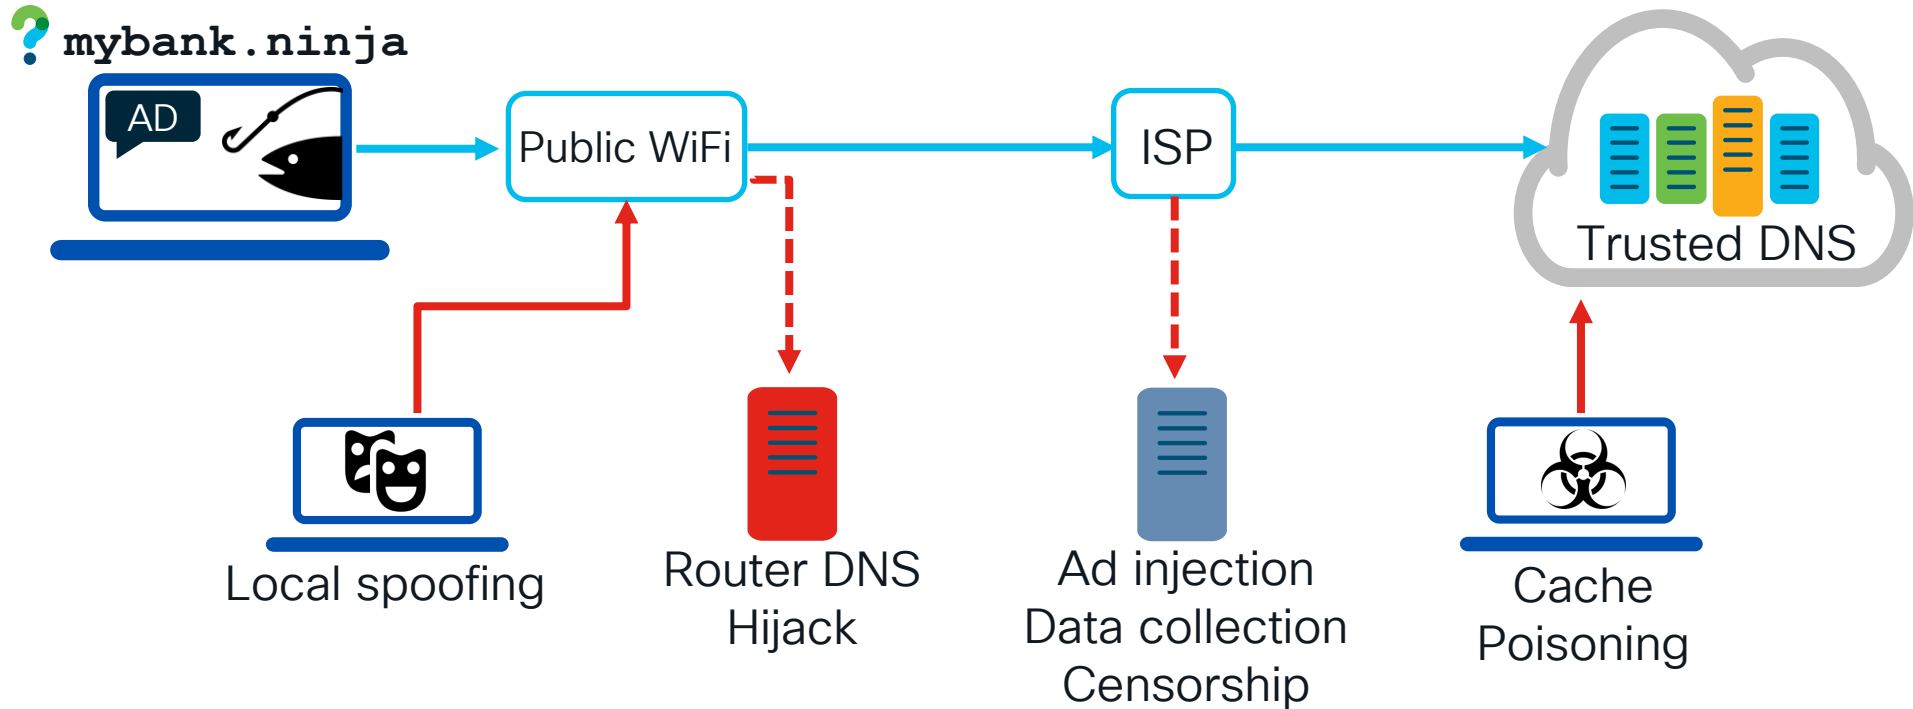 mybank.ninja
AD
Public WiFi
ISP
Trusted DNS
Local spoofing
Router DNS
Hijack
Ad injection
Data collection
Censorship
Cache
Poisoning